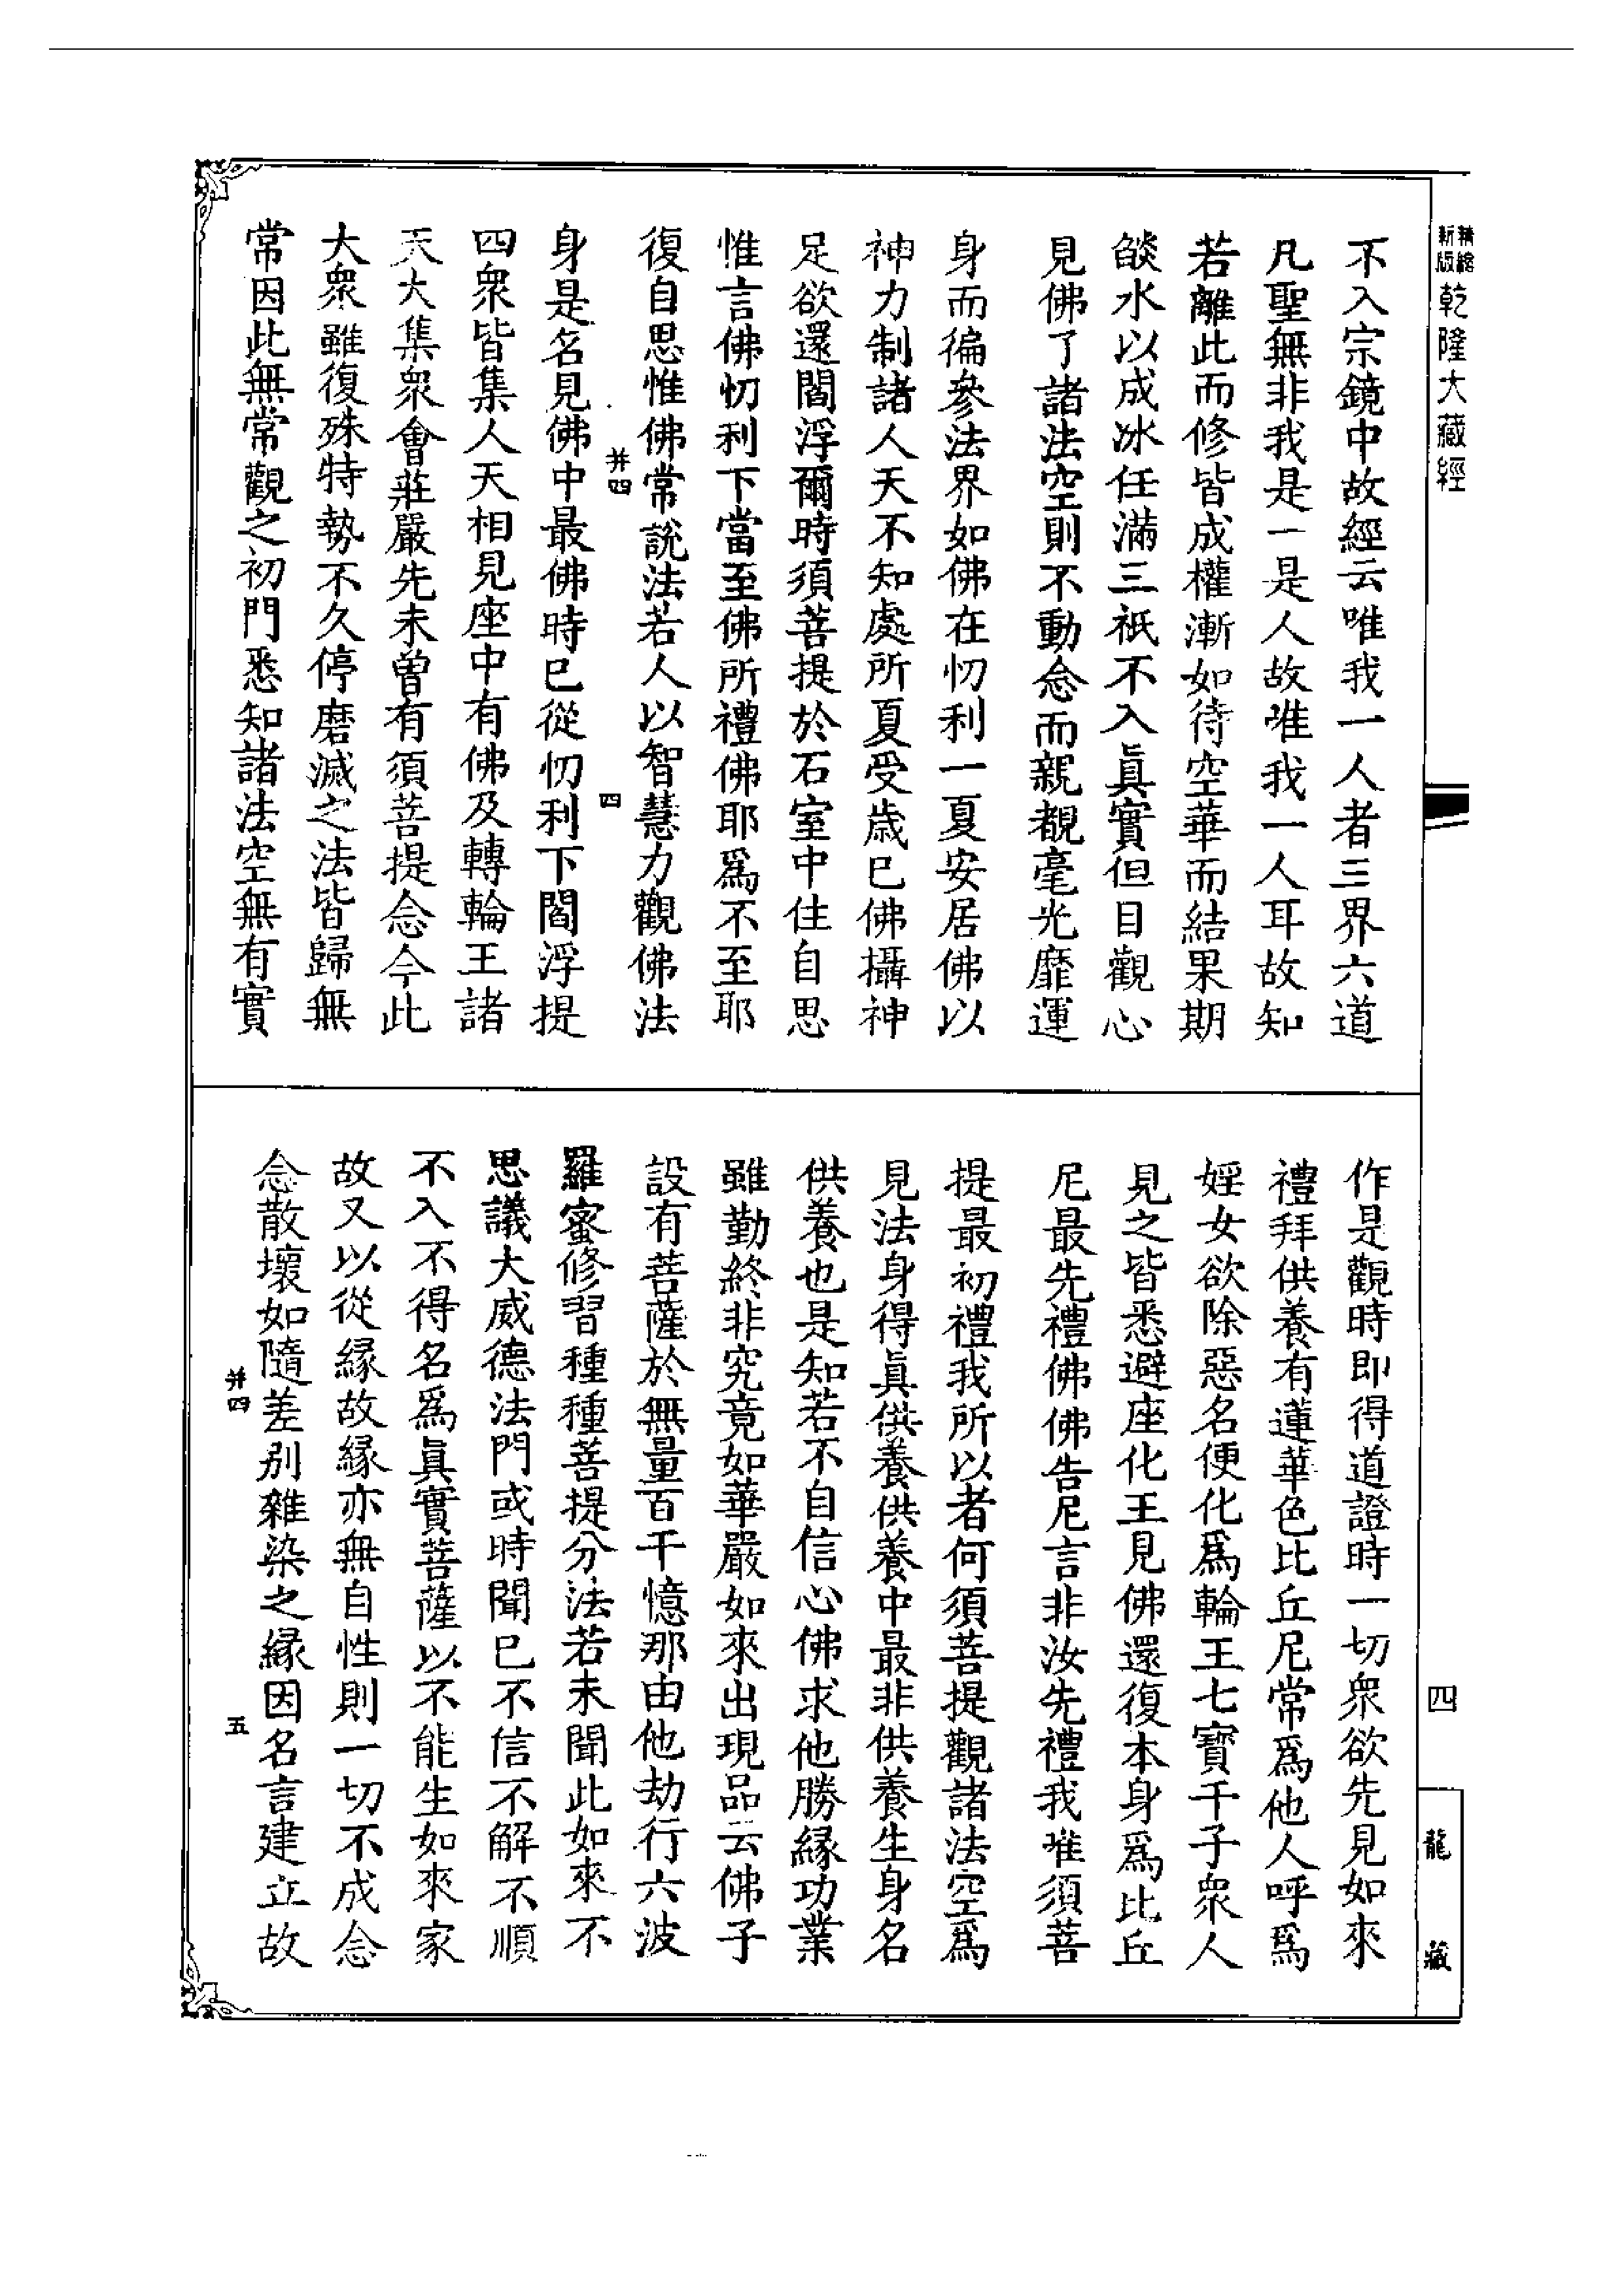 精縮新版乾隆大藏經
不入宗鏡中故經云唯我一人者三界六道
凡聖無非我是一是人故唯我一人耳故知
若離此而修皆成權漸如待空華而結果期
燄水以成冰任滿三祇不入眞實但目觀心
見佛了諸法空則不動念而親覩毫光靡運
身而徧參法界如佛在忉利一夏安居佛以
神力制諸人天不知處所夏受歲巳佛攝神
足欲還閻浮爾時須菩提於石室中住自思
惟言佛忉利下當至佛所禮佛耶爲不至耶
復自思惟佛常說法若人以智慧力觀佛法
并四
四
身是名見佛中最佛時巳從忉利下閻浮提
四衆皆集人天相見座中有佛及轉輪王諸
天大集衆會莊嚴先未曾有須菩提念今此
大衆雖復殊特勢不久停磨滅之法皆歸無
常因此無常觀之初門悉知諸法空無有實
作是觀時即得道證時一切衆欲先見如來
禮拜供養有蓮華色比丘尼常爲他人呼爲
婬女欲除惡名便化爲輪王七寶千子衆人
見之皆悉避座化王見佛還復本身爲比丘
尼最先禮佛佛告尼言非汝先禮我唯須菩
提最初禮我所以者何須菩提觀諸法空爲
見法身得眞供養供養中最非供養生身名
供養也是知若不自信心佛求他勝緣功業
雖勤終非究竟如華嚴如來出現品云佛子
設有菩薩於無量百千憶那由他劫行六波
羅蜜修習種種菩提分法若未聞此如來不
思議大威德法門或時聞巳不信不解不順
不入不得名爲眞實菩薩以不能生如來家
故又以從緣故緣亦無自性則一切不成念
念散壞如隨差別雜染之緣因名言建立故
并四
五
四
龍藏